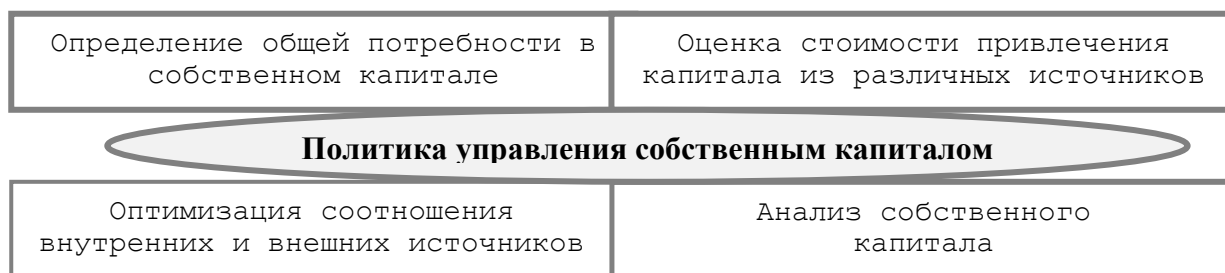 Определение общей потребности в
собственном капитале
Оценка стоимости привлечения
капитала из различных источников
Политика управления собственным капиталом
Оптимизация соотношения
внутренних и внешних источников
Анализ собственного
капитала